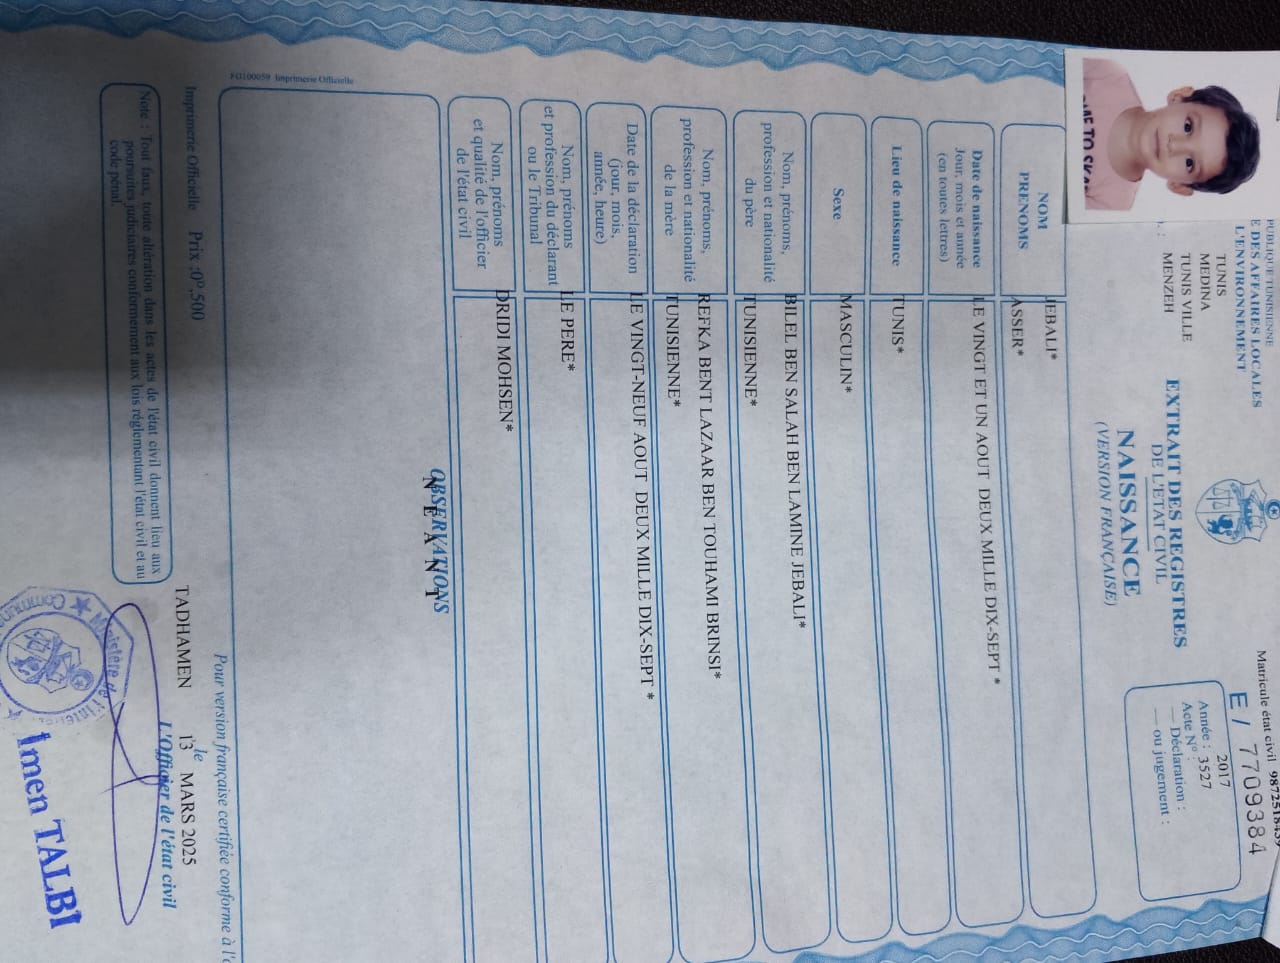 PUBLIQUE TUNISIENNE
E DES AFFAIRES LOCALES
L'ENVIRONNEMENT
TUNIS
MEDINA
TUNIS VILLE
MENZEH
EXTRAIT DES REGISTRES
DE L'ETAT CIVIL
NAISSANCE
(VERSION FRANÇAISE)
Matricule état civil
E/ 7709384
2017
Année :
Acte N° : 3527
— Déclaration :
— ou jugement :
NOM
PRENOMS
JEBALI*
ASSER*
Date de naissance
Jour, mois et année
(en toutes lettres)
LE VINGT ET UN AOUT DEUX MILLE DIX-SEPT *
Lieu de naissance
TUNIS*
Sexe
MASCULIN*
Nom, prénoms,
profession et nationalité
du père
BILEL BEN SALAH BEN LAMINE JEBALI*
TUNISIENNE*
Nom, prénoms,
profession et nationalité
de la mère
REFKA BENT LAZAAR BEN TOUHAMI BRINSI*
TUNISIENNE*
Date de la déclaration
(jour, mois,
année, heure)
LE VINGT-NEUF AOUT DEUX MILLE DIX-SEPT *
Nom, prénoms
et profession du déclarant
ou le Tribunal
LE PERE*
Nom, prénoms
et qualité de l'officier
de l'état civil
DRIDI MOHSEN*
OBSERVATIONS
N E A N T
FG100059 Imprimerie Officielle
Imprimerie Officielle Prix :0ᴰ,500
Pour version française certifiée conforme à l'o
TADHAMEN le 13 MARS 2025
L'Officier de l'état civil
Note : Tout faux, toute altération dans les actes de l'état civil donnent lieu aux
poursuites judiciaires conformement aux lois réglementant l'état civil et au
code pénal.
Ministère de l'Intérieur
Imen TALBI